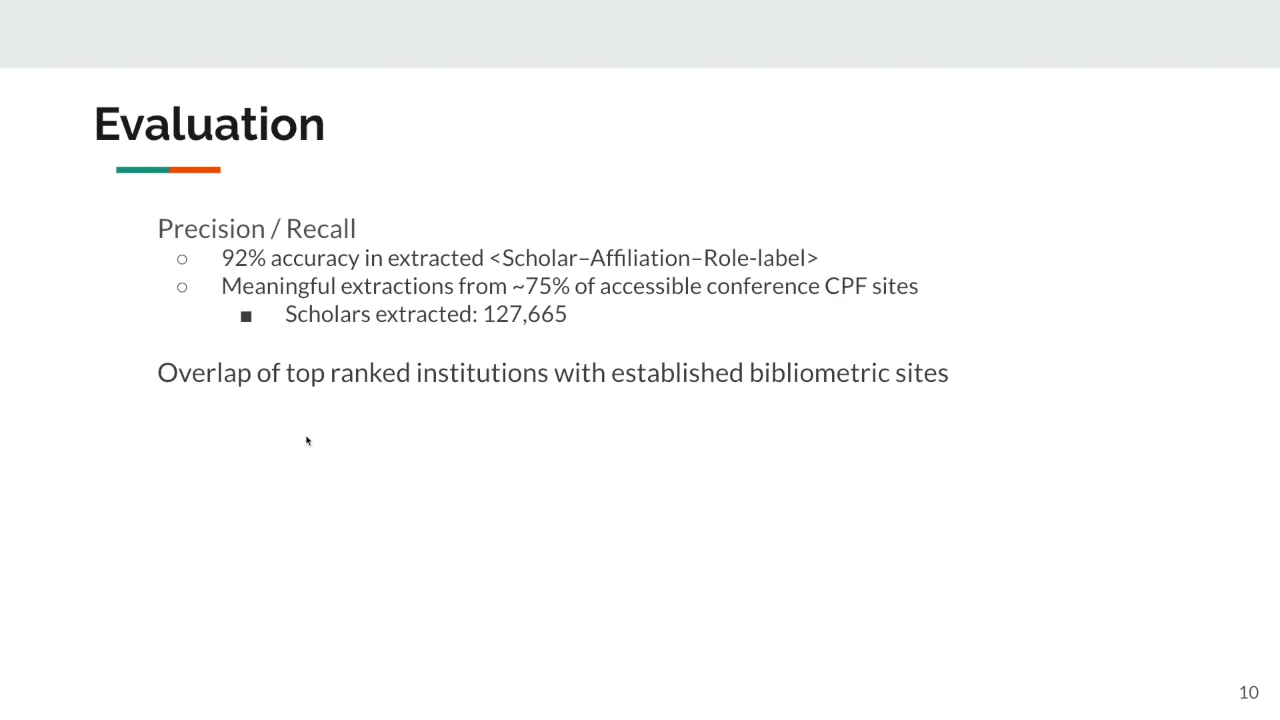 Evaluation
Precision / Recall
○ 92% accuracy in extracted <Scholar–Affiliation–Role-label>
○ Meaningful extractions from ~75% of accessible conference CPF sites
■ Scholars extracted: 127,665
Overlap of top ranked institutions with established bibliometric sites
10